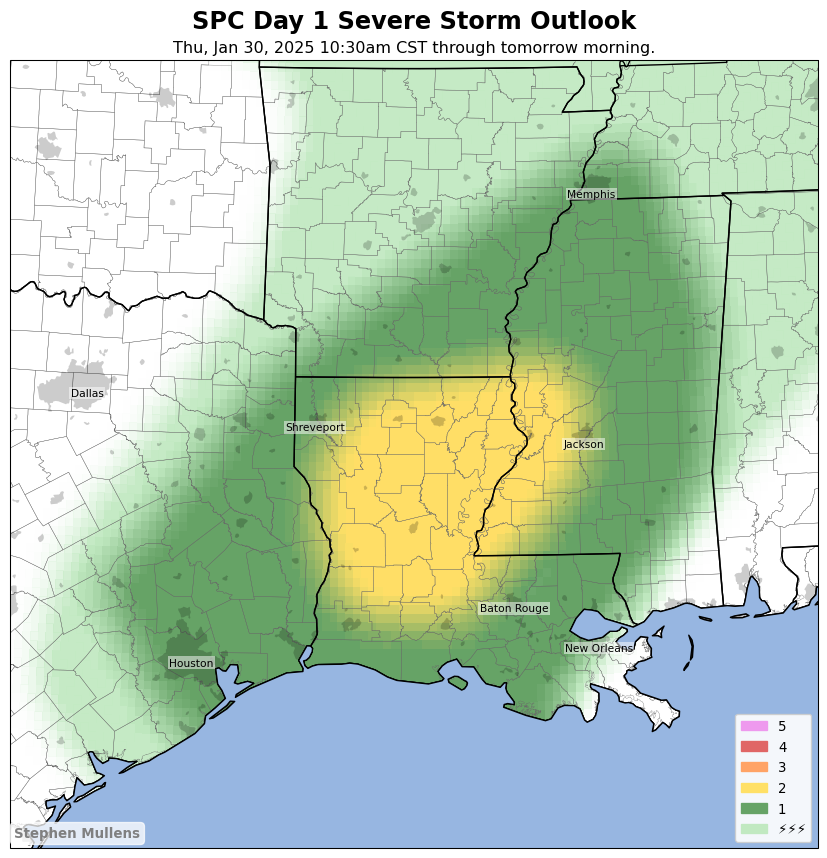 SPC Day 1 Severe Storm Outlook
Thu, Jan 30, 2025 10:30am CST through tomorrow morning.
Memphis
Dallas
Shreveport
Jackson
Baton Rouge
New Orleans
Houston
5
4
3
2
1
⚡⚡⚡
Stephen Mullens